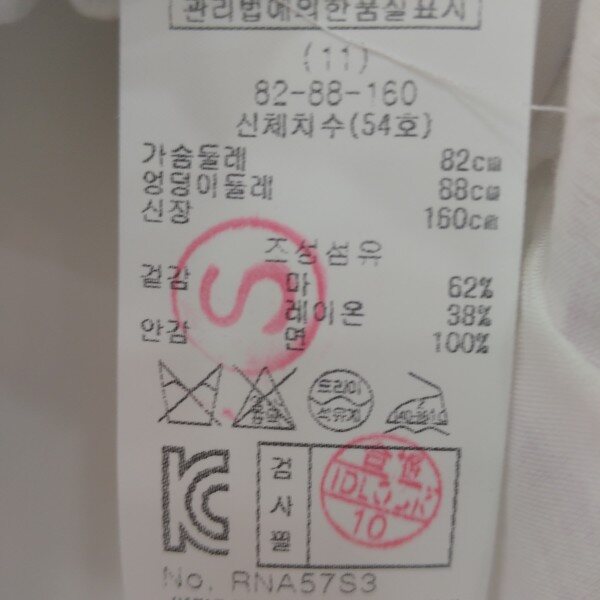 관리법에의한품질표시
(11)
82-88-160
신체치수(54호)
가슴둘레 82cm
엉덩이둘레 88cm
신장 160cm
조성섬유
겉감 마 62%
레이온 38%
안감 면 100%
S
드라이
석유계
검사필
10
No. RNA57S3